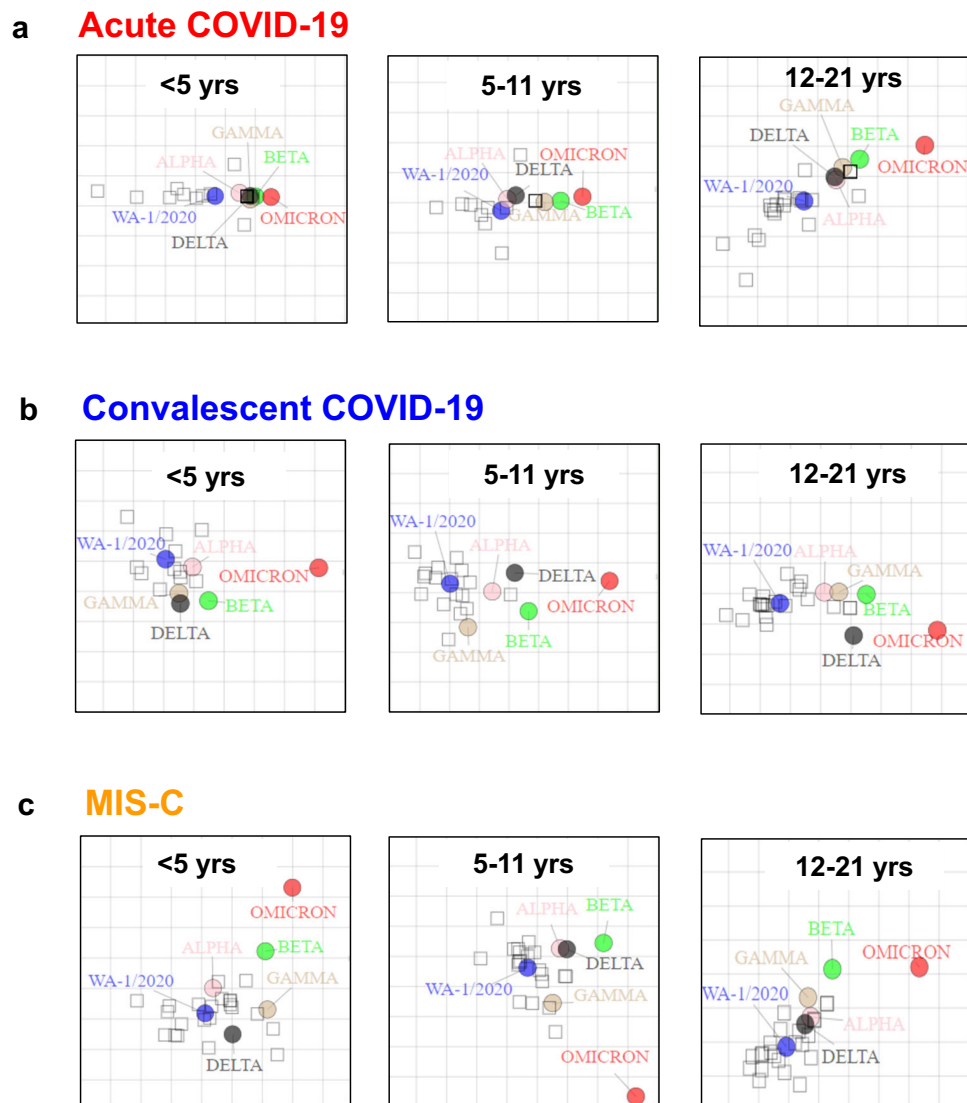 a Acute COVID-19
<5 yrs
GAMMA
ALPHA
BETA
WA-1/2020
OMICRON
DELTA
5-11 yrs
ALPHA
OMICRON
WA-1/2020
DELTA
GAMMA
BETA
12-21 yrs
GAMMA
DELTA
BETA
OMICRON
WA-1/2020
ALPHA
b Convalescent COVID-19
<5 yrs
WA-1/2020
ALPHA
OMICRON
GAMMA
BETA
DELTA
5-11 yrs
WA-1/2020
ALPHA
DELTA
OMICRON
BETA
GAMMA
12-21 yrs
WA-1/2020
ALPHA
GAMMA
BETA
OMICRON
DELTA
c MIS-C
<5 yrs
OMICRON
ALPHA
BETA
WA-1/2020
GAMMA
DELTA
5-11 yrs
ALPHA
BETA
DELTA
WA-1/2020
GAMMA
OMICRON
12-21 yrs
BETA
OMICRON
GAMMA
WA-1/2020
ALPHA
DELTA